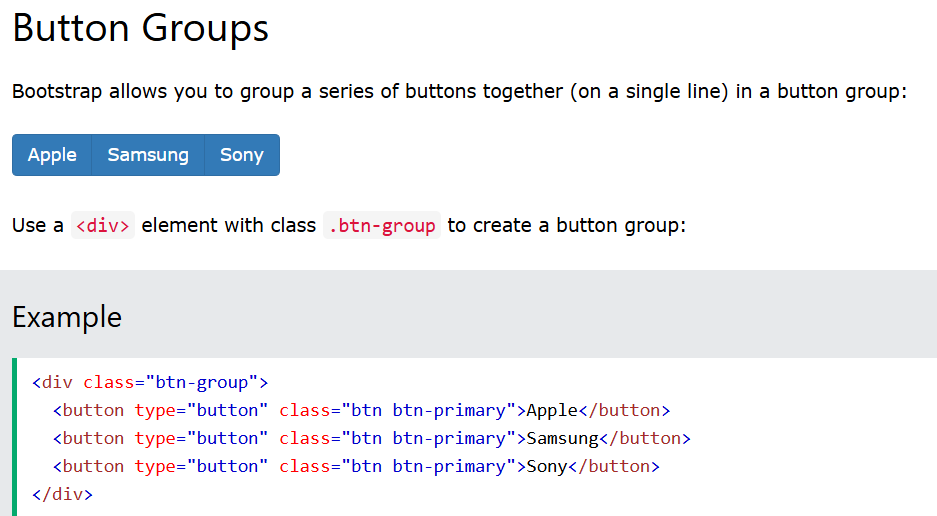 Button Groups
Bootstrap allows you to group a series of buttons together (on a single line) in a button group:
Apple Samsung Sony
Use a <div> element with class .btn-group to create a button group:
Example
<div class="btn-group">
  <button type="button" class="btn btn-primary">Apple</button>
  <button type="button" class="btn btn-primary">Samsung</button>
  <button type="button" class="btn btn-primary">Sony</button>
</div>